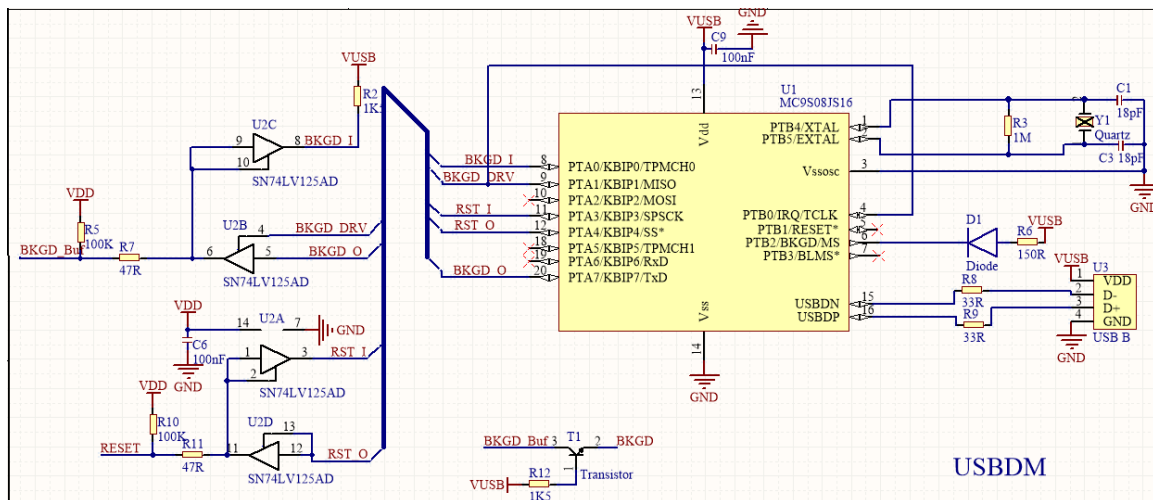 GND
VUSB
C9
100nF
VUSB
R2
U2C
9
8
BKGD_I
10
SN74LV125AD
VDD
R5
100K
U2B
4
BKGD_DRV
BKGD_Buf
R7
6
5
BKGD_O
47R
SN74LV125AD
VDD
U2A
14
7
GND
C6
100nF
1
3
RST_I
GND
2
SN74LV125AD
VDD
R10
100K
U2D
13
RESET
R11
11
12
RST_O
47R
SN74LV125AD
U1
MC9S08JS16
13
Vdd
BKGD_I
8
PTA0/KBIP0/TPMCH0
BKGD_DRV
9
PTA1/KBIP1/MISO
10
PTA2/KBIP2/MOSI
RST_I
11
PTA3/KBIP3/SPSCK
RST_O
12
PTA4/KBIP4/SS*
18
PTA5/KBIP5/TPMCH1
19
PTA6/KBIP6/RxD
BKGD_O
20
PTA7/KBIP7/TxD
PTB4/XTAL
1
PTB5/EXTAL
Vssosc
3
PTB0/IRQ/TCLK
4
PTB1/RESET*
PTB2/BKGD/MS
6
PTB3/BLMS*
7
USBDN
15
USBDP
16
Vss
14
GND
C1
18pF
R3
1M
Y1
Quartz
C3 18pF
GND
D1
Diode
VUSB
R6
150R
VUSB
U3
R8
33R
R9
33R
1
VDD
2
D-
3
D+
4
GND
USB B
GND
BKGD_Buf
3
T1
2
BKGD
1
Transistor
R12
VUSB
1K5
USBDM